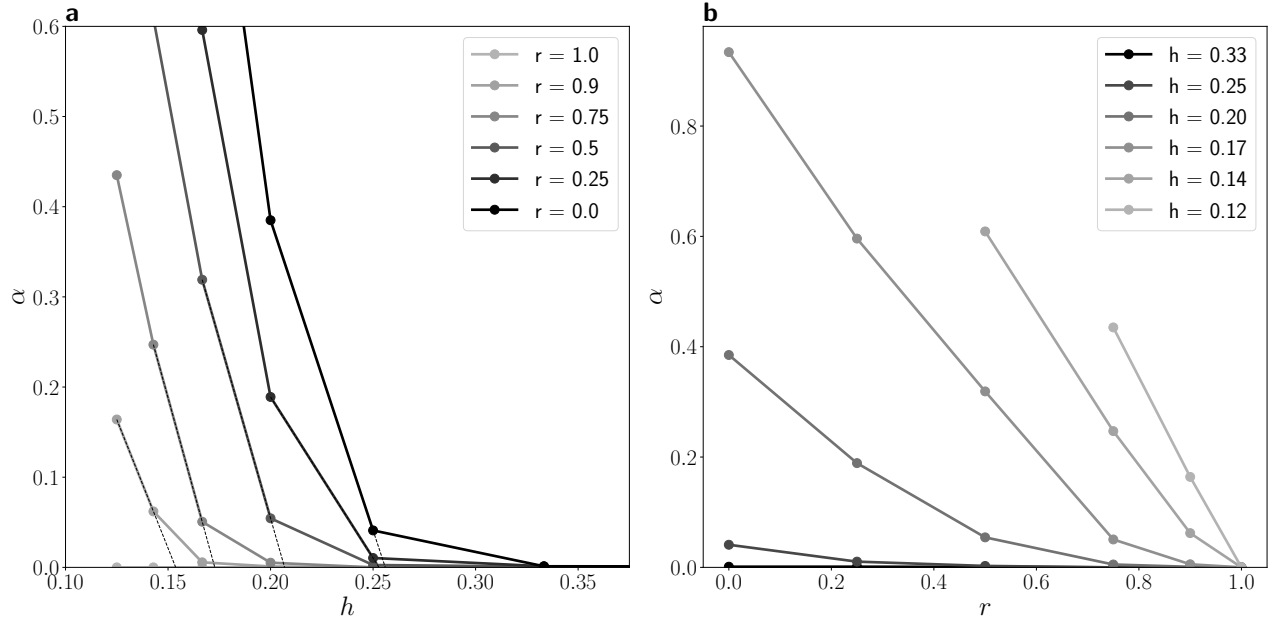 a
0.6
0.5
0.4
0.3
0.2
0.1
0.0
α
0.10
0.15
0.20
0.25
0.30
0.35
h
r = 1.0
r = 0.9
r = 0.75
r = 0.5
r = 0.25
r = 0.0
b
0.8
0.6
0.4
0.2
0.0
α
0.0
0.2
0.4
0.6
0.8
1.0
r
h = 0.33
h = 0.25
h = 0.20
h = 0.17
h = 0.14
h = 0.12